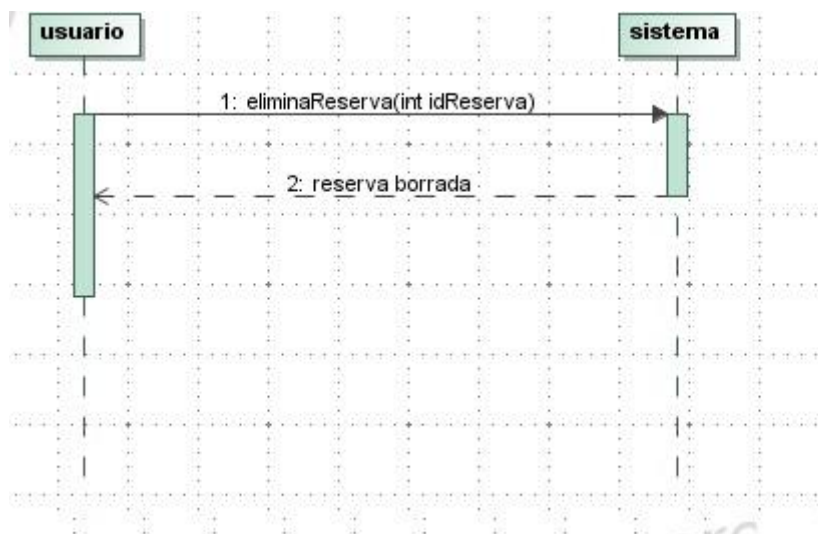 usuario
sistema
1: eliminaReserva(int idReserva)
2: reserva borrada